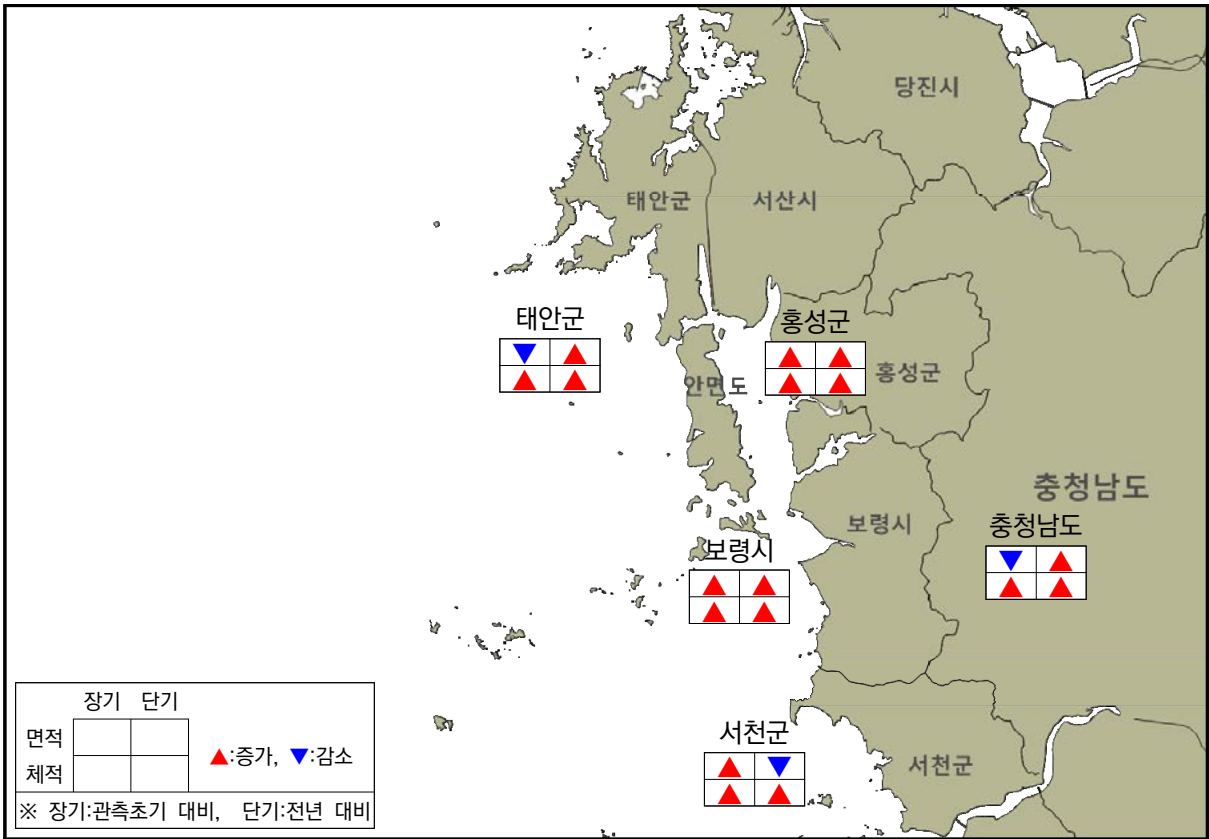 당진시
태안군
서산시
태안군
홍성군
안면도
홍성군
충청남도
보령시
충청남도
보령시
서천군
서천군
장기 단기
면적
체적
▲:증가, ▼:감소
※ 장기:관측초기 대비, 단기:전년 대비